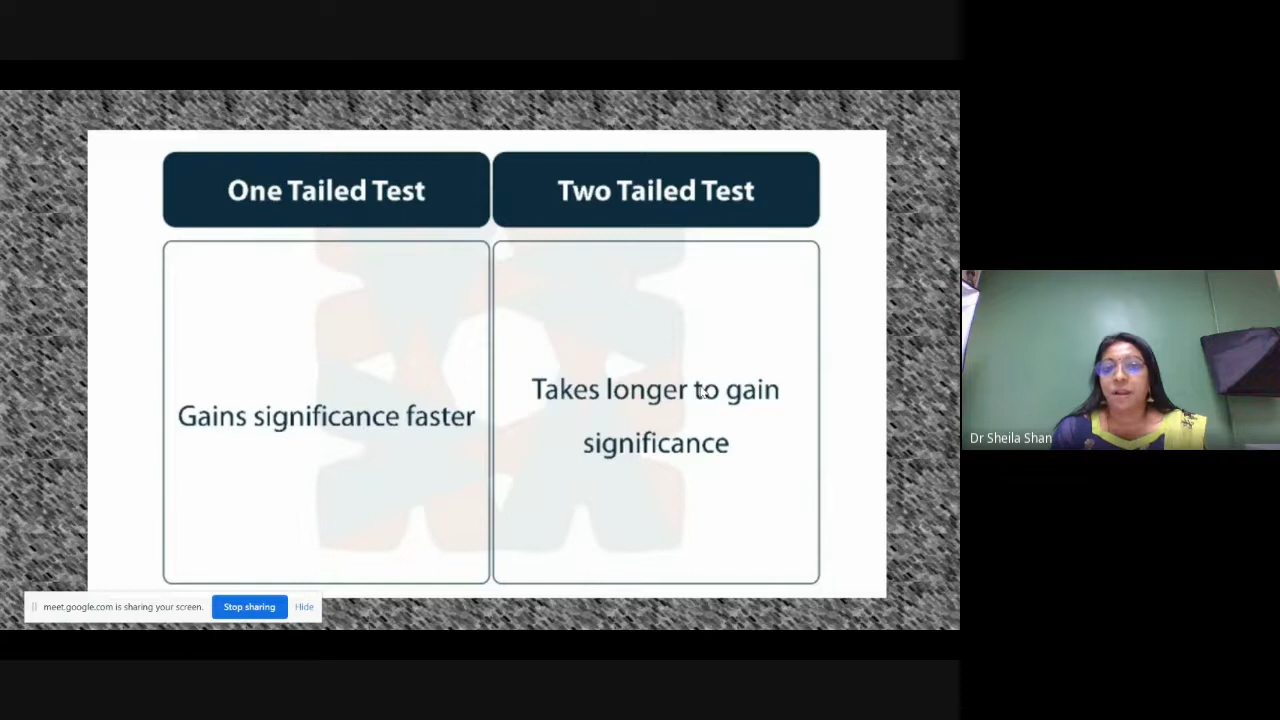 One Tailed Test
Two Tailed Test
Gains significance faster
Takes longer to gain
significance
Dr Sheila Shan
meet.google.com is sharing your screen.
Stop sharing
Hide